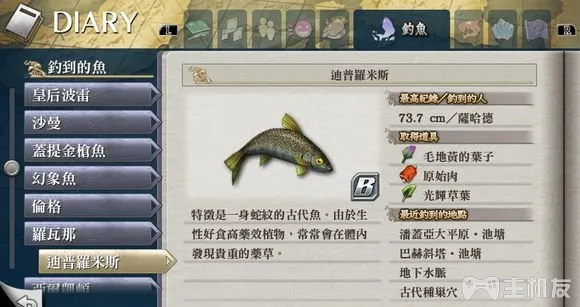 DIARY
L
釣魚
R
釣到的魚
皇后波雷
沙曼
蓋提金槍魚
幻象魚
倫格
羅瓦那
迪普羅米斯
迪普羅米斯
B
特徵是一身蛇紋的古代魚。由於生
性好食高藥效植物，常常會在體內
發現貴重的藥草。
最高紀錄／釣到的人
73.7 cm／薩哈德
取得道具
毛地黃的葉子
原始肉
光輝草葉
最近釣到的地點
潘蓋亞大平原・池塘
巴赫斜塔・池塘
地下水脈
古代種巢穴
主机友